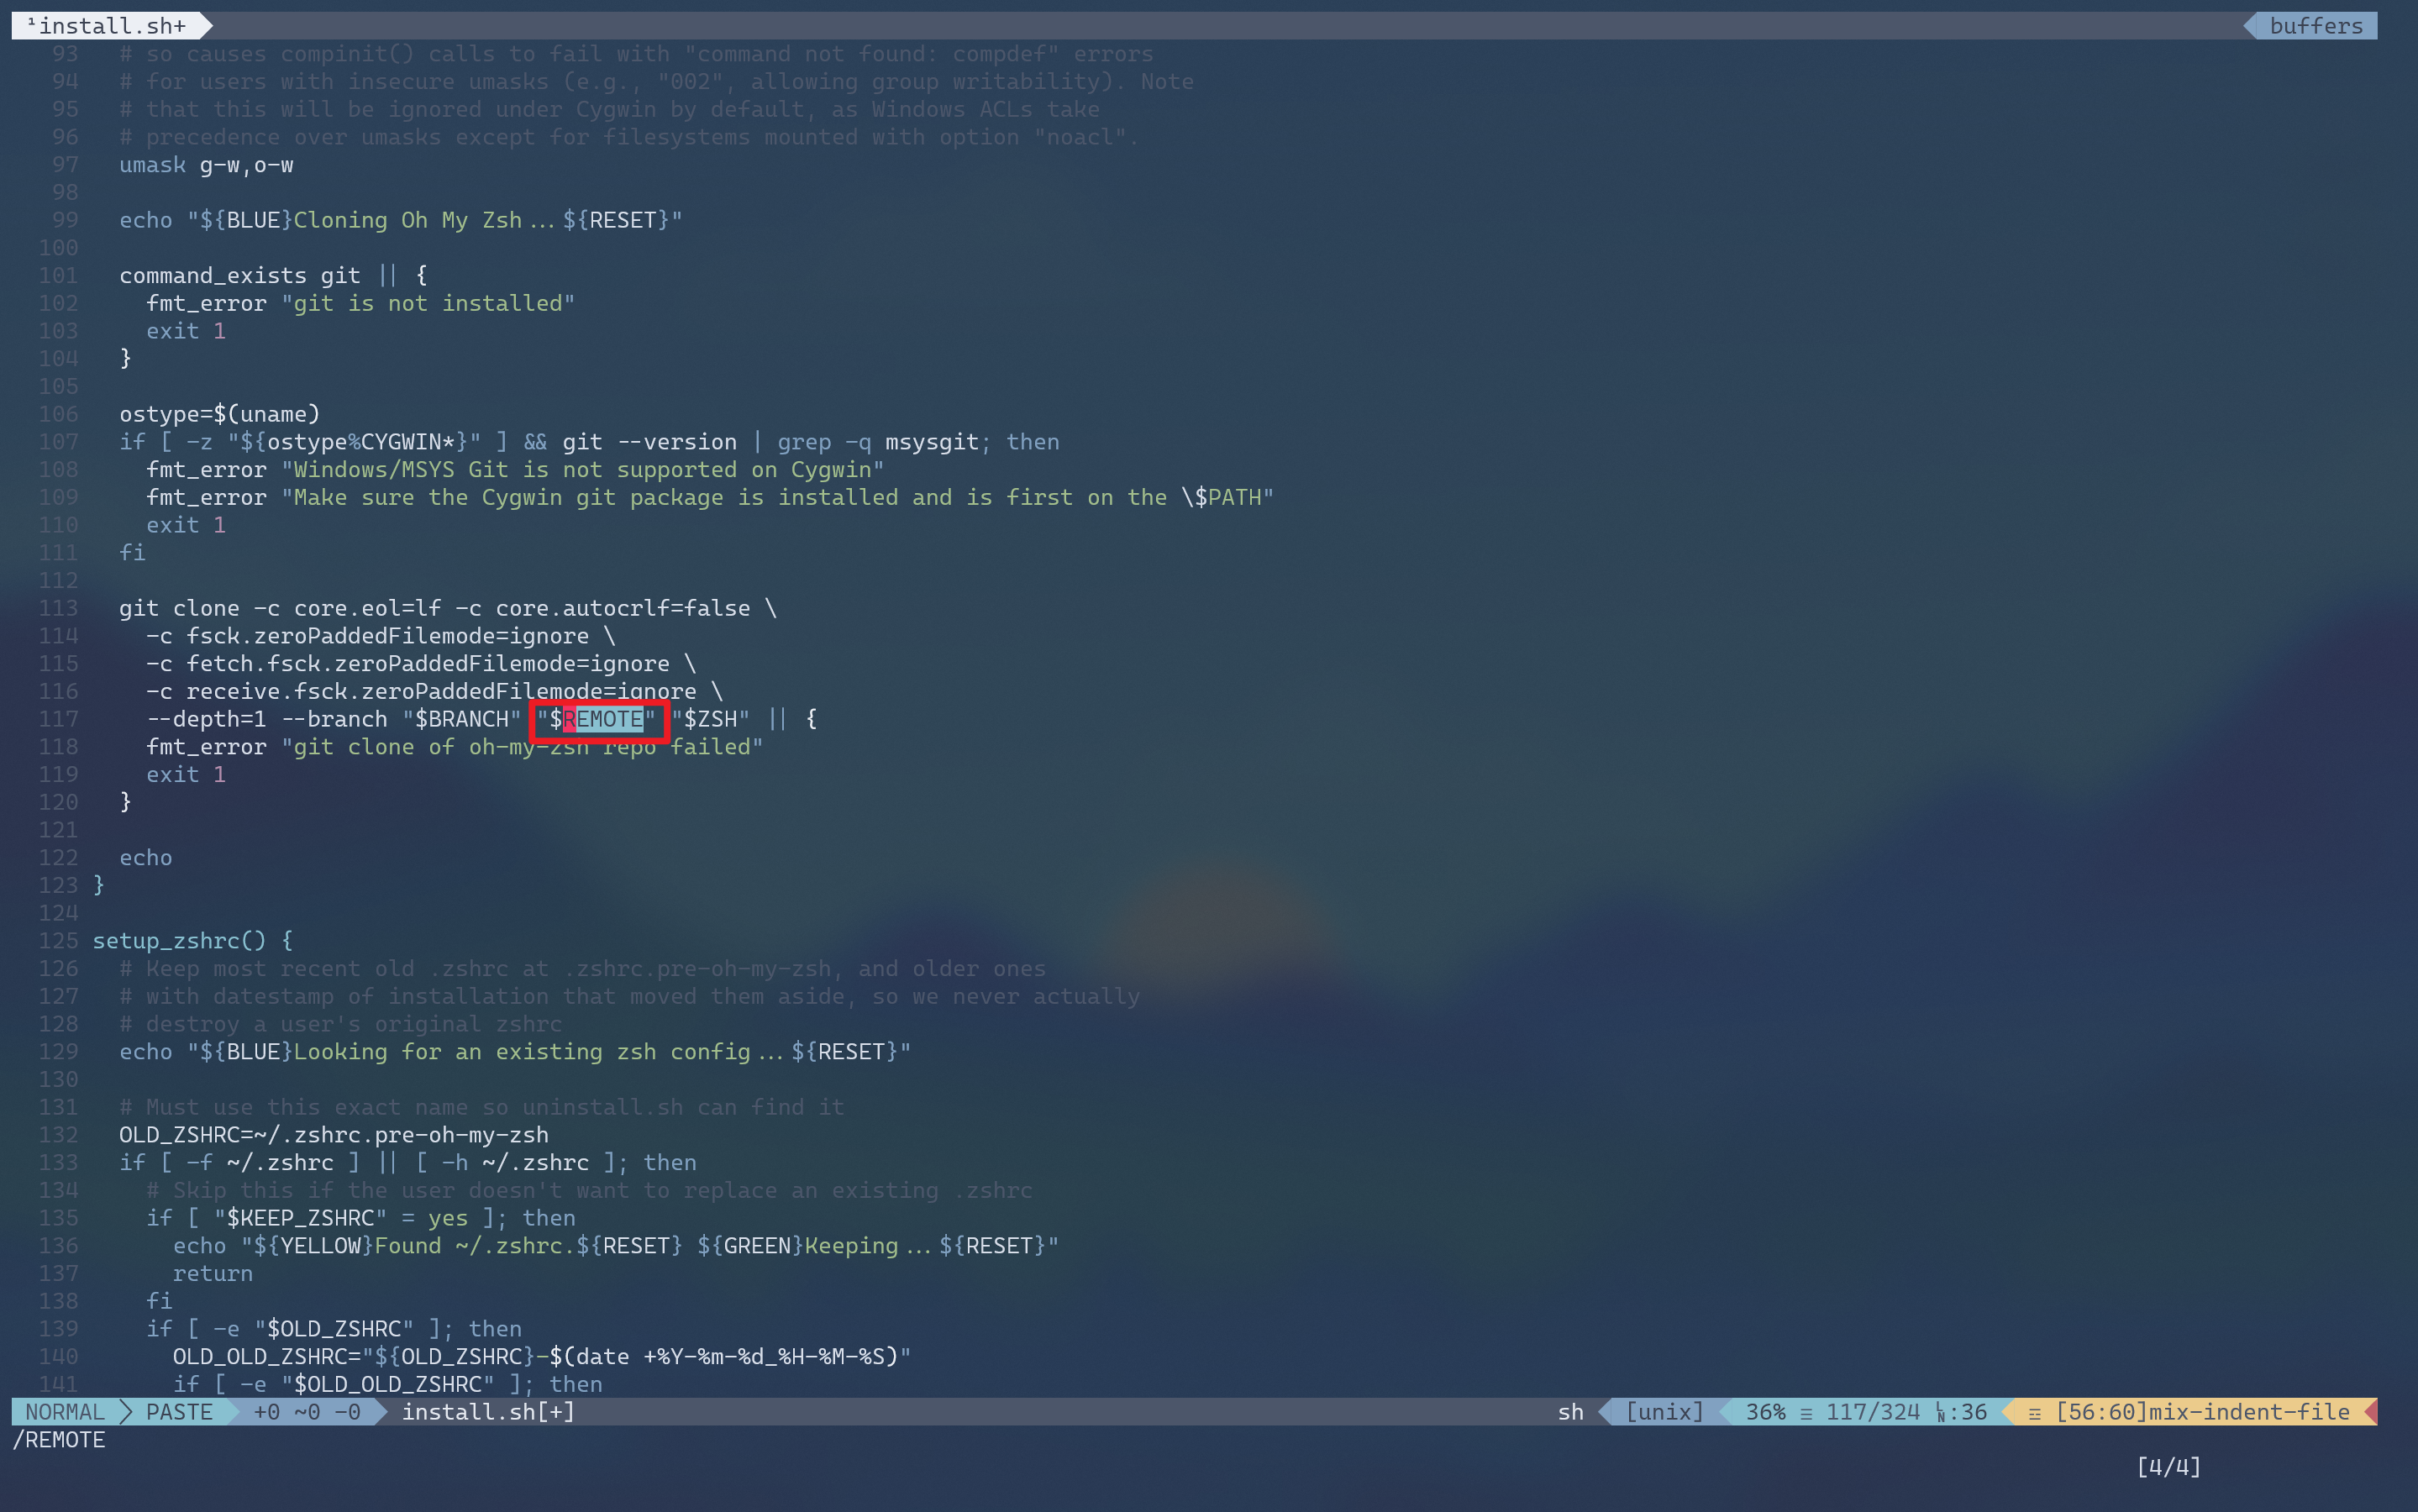 ¹install.sh+ buffers
93 # so causes compinit() calls to fail with "command not found: compdef" errors
94 # for users with insecure umasks (e.g., "002", allowing group writability). Note
95 # that this will be ignored under Cygwin by default, as Windows ACLs take
96 # precedence over umasks except for filesystems mounted with option "noacl".
97 umask g-w,o-w
98
99 echo "${BLUE}Cloning Oh My Zsh...${RESET}"
100
101 command_exists git || {
102 fmt_error "git is not installed"
103 exit 1
104 }
105
106 ostype=$(uname)
107 if [ -z "${ostype%CYGWIN*}" ] && git --version | grep -q msysgit; then
108 fmt_error "Windows/MSYS Git is not supported on Cygwin"
109 fmt_error "Make sure the Cygwin git package is installed and is first on the \$PATH"
110 exit 1
111 fi
112
113 git clone -c core.eol=lf -c core.autocrlf=false \
114 -c fsck.zeroPaddedFilemode=ignore \
115 -c fetch.fsck.zeroPaddedFilemode=ignore \
116 -c receive.fsck.zeroPaddedFilemode=ignore \
117 --depth=1 --branch "$BRANCH" "$REMOTE" "$ZSH" || {
118 fmt_error "git clone of oh-my-zsh repo failed"
119 exit 1
120 }
121
122 echo
123 }
124
125 setup_zshrc() {
126 # Keep most recent old .zshrc at .zshrc.pre-oh-my-zsh, and older ones
127 # with datestamp of installation that moved them aside, so we never actually
128 # destroy a user's original zshrc
129 echo "${BLUE}Looking for an existing zsh config...${RESET}"
130
131 # Must use this exact name so uninstall.sh can find it
132 OLD_ZSHRC=~/.zshrc.pre-oh-my-zsh
133 if [ -f ~/.zshrc ] || [ -h ~/.zshrc ]; then
134 # Skip this if the user doesn't want to replace an existing .zshrc
135 if [ "$KEEP_ZSHRC" = yes ]; then
136 echo "${YELLOW}Found ~/.zshrc.${RESET} ${GREEN}Keeping...${RESET}"
137 return
138 fi
139 if [ -e "$OLD_ZSHRC" ]; then
140 OLD_OLD_ZSHRC="${OLD_ZSHRC}-$(date +%Y-%m-%d_%H-%M-%S)"
141 if [ -e "$OLD_OLD_ZSHRC" ]; then
NORMAL PASTE +0 ~0 -0 install.sh[+] sh [unix] 36% ☰ 117/324 ␤:36 ☲ [56:60]mix-indent-file
/REMOTE
[4/4]